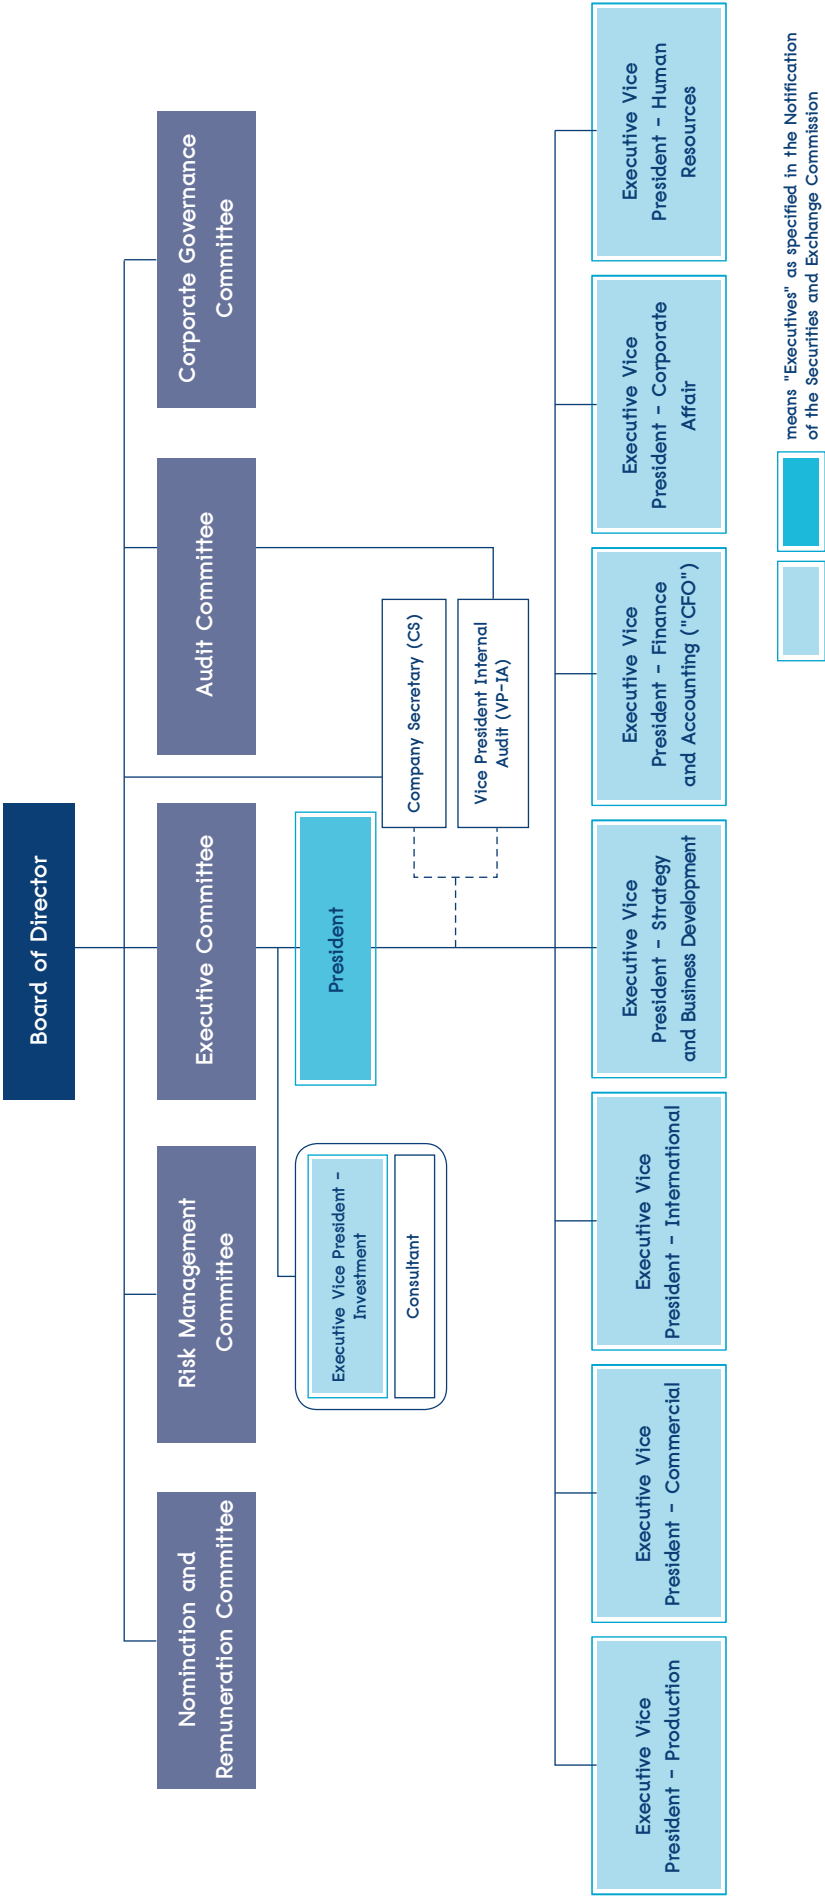 Board of Director
Nomination and
Remuneration Committee
Risk Management
Committee
Executive Committee
Audit Committee
Corporate Governance
Committee
Executive Vice President –
Investment
Consultant
President
Company Secretary (CS)
Vice President Internal
Audit (VP-IA)
Executive Vice
President – Production
Executive Vice
President – Commercial
Executive Vice
President – International
Executive Vice
President – Strategy
and Business Development
Executive Vice
President – Finance
and Accounting ("CFO")
Executive Vice
President – Corporate
Affair
Executive Vice
President – Human
Resources
means "Executives" as specified in the Notification
of the Securities and Exchange Commission